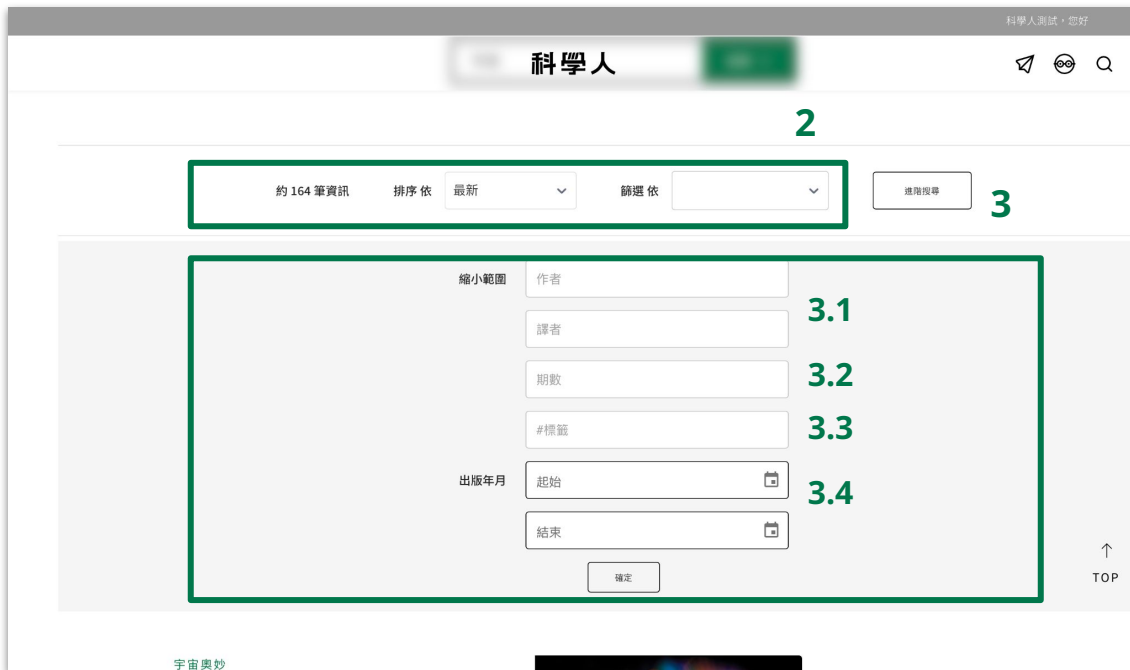 科學人測試，您好
科學人
2
約 164 筆資訊 排序 依 最新 篩選 依 進階搜尋
3
縮小範圍 作者
3.1
譯者
期數 3.2
#標籤 3.3
出版年月 起始 3.4
結束
確定
↑
TOP
宇宙奧妙